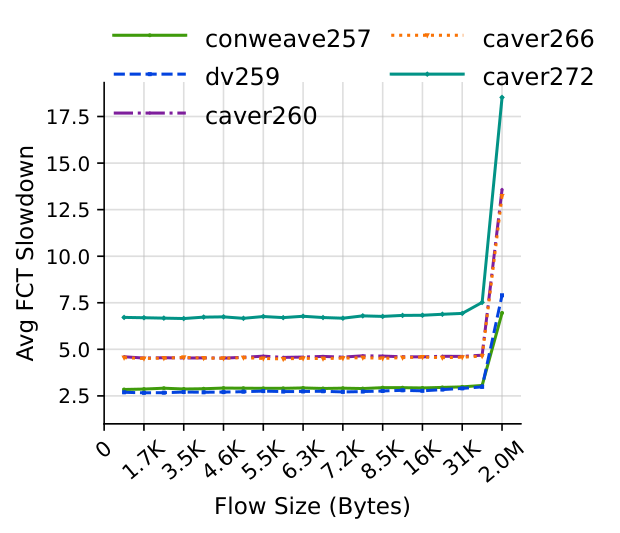 conweave257
dv259
caver260
caver266
caver272
Avg FCT Slowdown
17.5
15.0
12.5
10.0
7.5
5.0
2.5
0 1.7K 3.5K 4.6K 5.5K 6.3K 7.2K 8.5K 16K 31K 2.0M
Flow Size (Bytes)